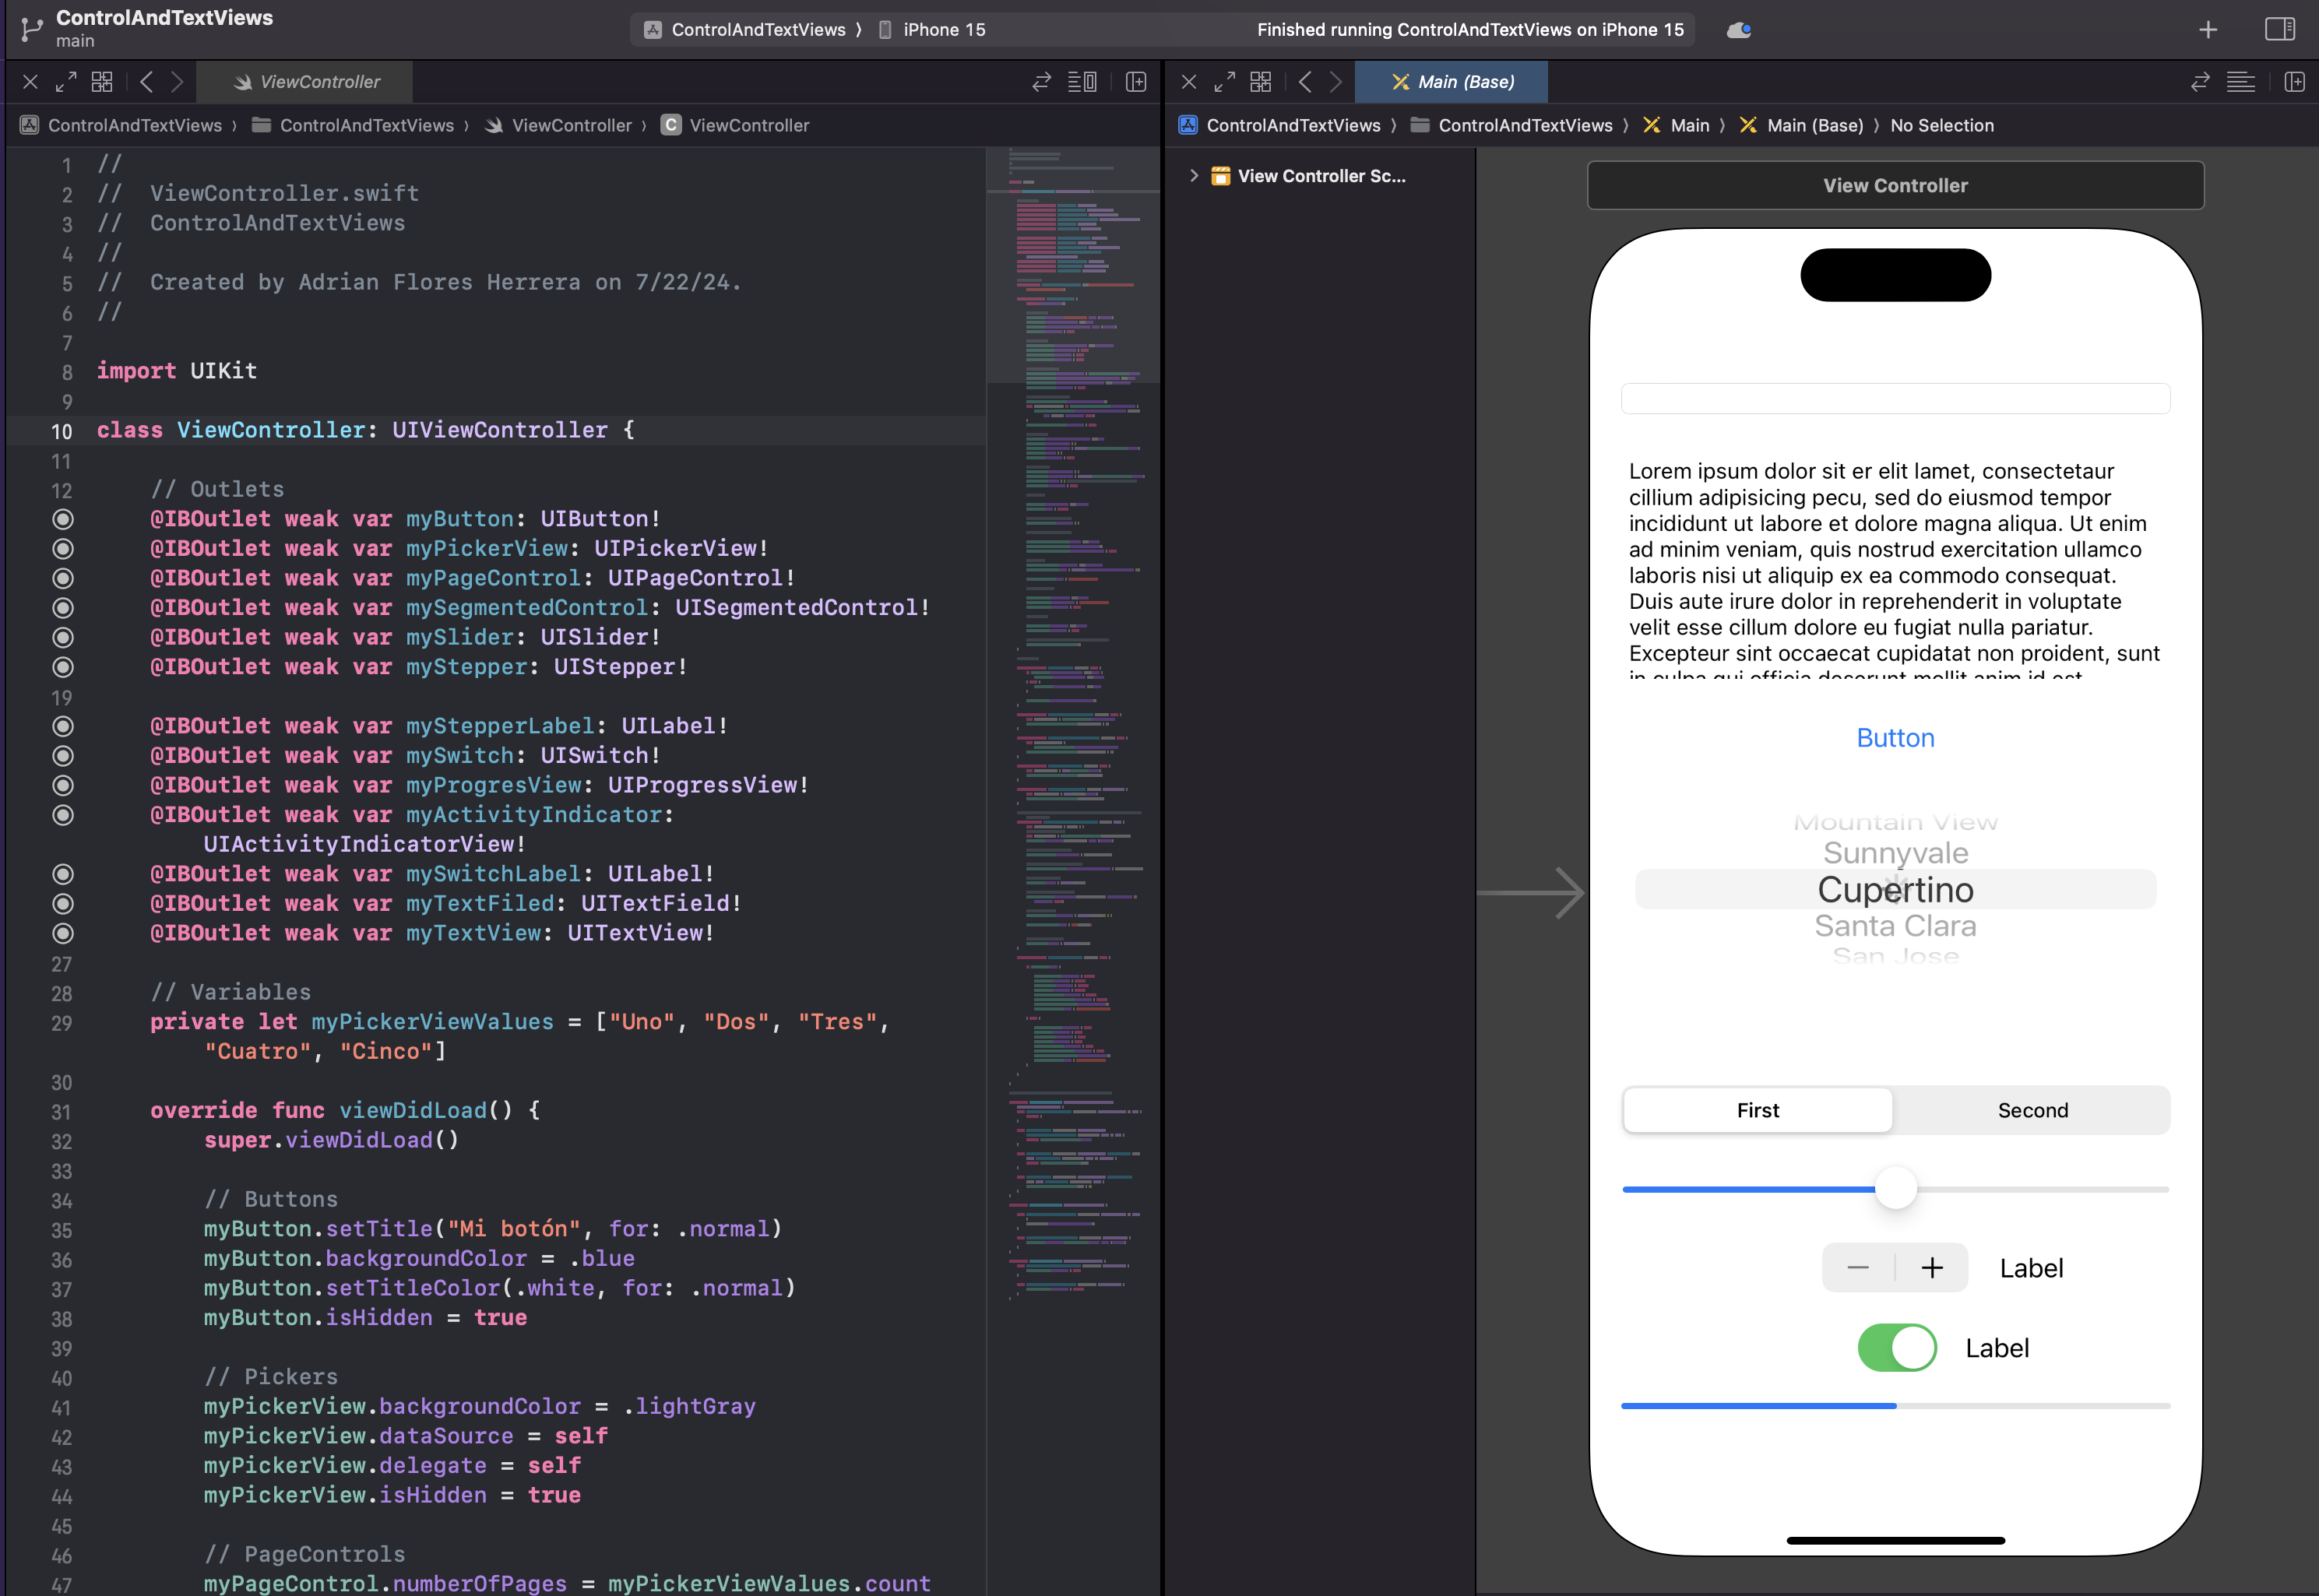 ControlAndTextViews
main
ControlAndTextViews 〉 iPhone 15
Finished running ControlAndTextViews on iPhone 15
ViewController
ControlAndTextViews 〉 ControlAndTextViews 〉 ViewController 〉 C ViewController
1 //
2 //  ViewController.swift
3 //  ControlAndTextViews
4 //
5 //  Created by Adrian Flores Herrera on 7/22/24.
6 //
7
8 import UIKit
9
10 class ViewController: UIViewController {
11
12     // Outlets
    @IBOutlet weak var myButton: UIButton!
    @IBOutlet weak var myPickerView: UIPickerView!
    @IBOutlet weak var myPageControl: UIPageControl!
    @IBOutlet weak var mySegmentedControl: UISegmentedControl!
    @IBOutlet weak var mySlider: UISlider!
    @IBOutlet weak var myStepper: UIStepper!
19
    @IBOutlet weak var myStepperLabel: UILabel!
    @IBOutlet weak var mySwitch: UISwitch!
    @IBOutlet weak var myProgresView: UIProgressView!
    @IBOutlet weak var myActivityIndicator:
        UIActivityIndicatorView!
    @IBOutlet weak var mySwitchLabel: UILabel!
    @IBOutlet weak var myTextFiled: UITextField!
    @IBOutlet weak var myTextView: UITextView!
27
28     // Variables
29     private let myPickerViewValues = ["Uno", "Dos", "Tres",
        "Cuatro", "Cinco"]
30
31     override func viewDidLoad() {
32         super.viewDidLoad()
33
34         // Buttons
35         myButton.setTitle("Mi botón", for: .normal)
36         myButton.backgroundColor = .blue
37         myButton.setTitleColor(.white, for: .normal)
38         myButton.isHidden = true
39
40         // Pickers
41         myPickerView.backgroundColor = .lightGray
42         myPickerView.dataSource = self
43         myPickerView.delegate = self
44         myPickerView.isHidden = true
45
46         // PageControls
47         myPageControl.numberOfPages = myPickerViewValues.count
Main (Base)
ControlAndTextViews 〉 ControlAndTextViews 〉 Main 〉 Main (Base) 〉 No Selection
View Controller Sc...
View Controller
Lorem ipsum dolor sit er elit lamet, consectetaur
cillium adipisicing pecu, sed do eiusmod tempor
incididunt ut labore et dolore magna aliqua. Ut enim
ad minim veniam, quis nostrud exercitation ullamco
laboris nisi ut aliquip ex ea commodo consequat.
Duis aute irure dolor in reprehenderit in voluptate
velit esse cillum dolore eu fugiat nulla pariatur.
Excepteur sint occaecat cupidatat non proident, sunt
in culpa qui officia deserunt mollit anim id est
Button
Mountain View
Sunnyvale
Cupertino
Santa Clara
San Jose
First
Second
Label
Label